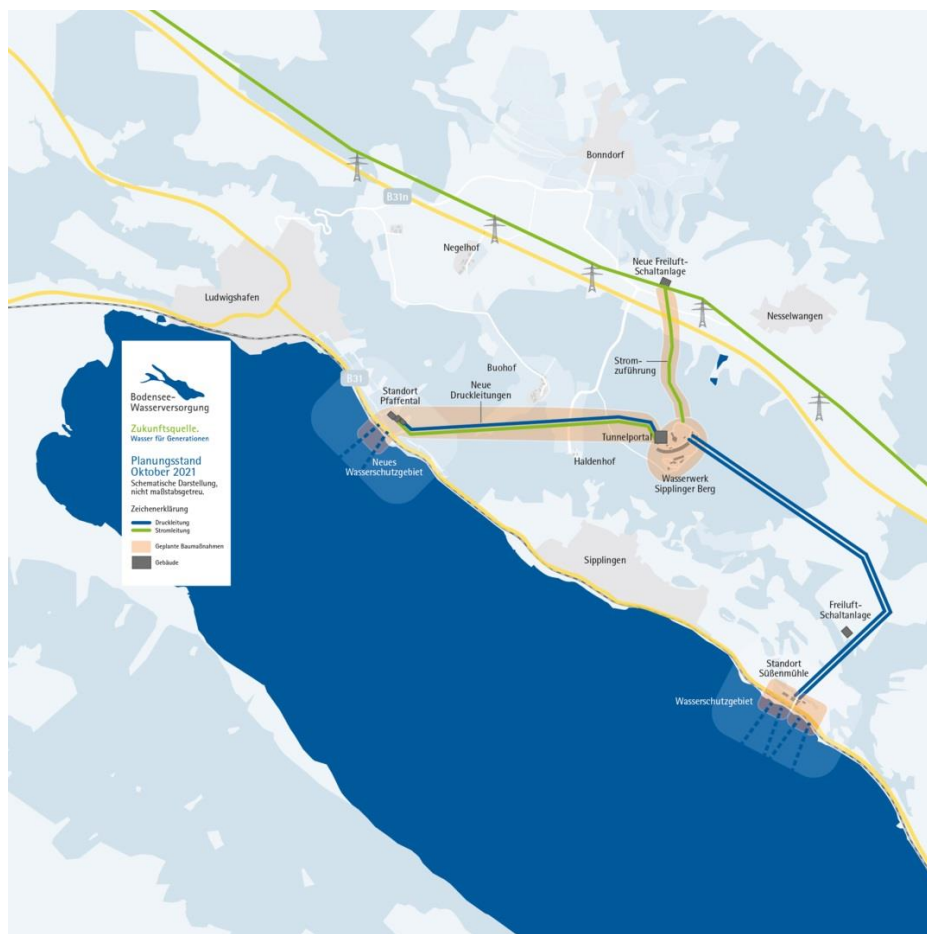 Bonndorf
B31n
Negelhof
Neue Freiluft-
Schaltanlage
Ludwigshafen
Nesselwangen
Bodensee-
Wasserversorgung
Zukunftsquelle.
Wasser für Generationen
Planungsstand
Oktober 2021
Schematische Darstellung,
nicht maßstabsgetreu.
Zeichenerklärung
Druckleitung
Stromleitung
Geplante Baumaßnahmen
Gebäude
B31
Standort
Pfaffental
Buohof
Neue
Druckleitungen
Strom-
zuführung
Tunnelportal
Neues
Wasserschutzgebiet
Haldenhof
Wasserwerk
Sipplinger Berg
Sipplingen
Freiluft-
Schaltanlage
Standort
Süßenmühle
Wasserschutzgebiet